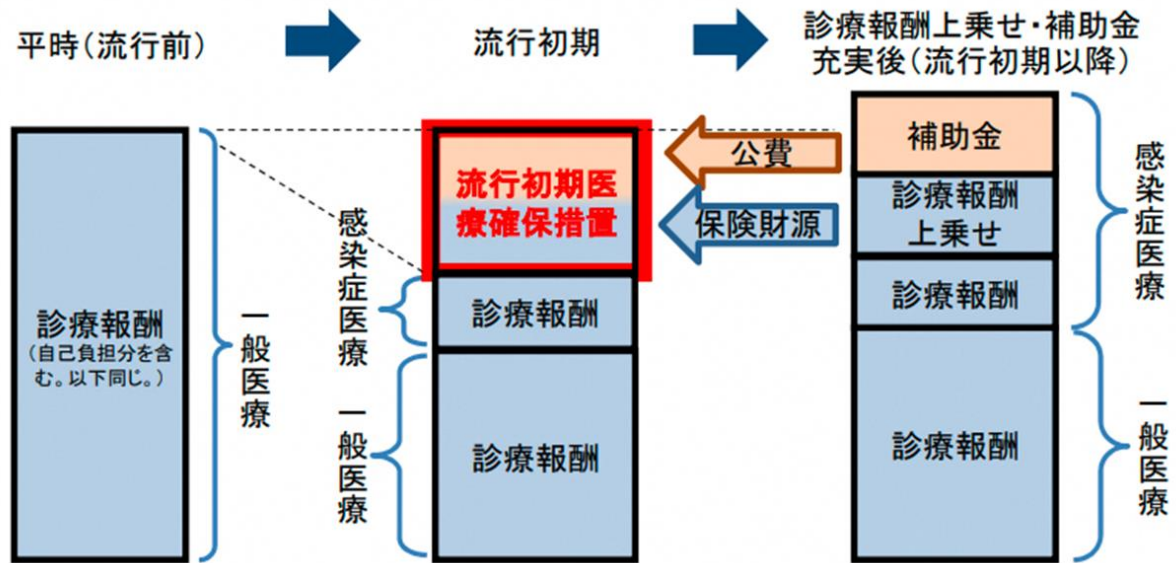 平時(流行前)
流行初期
診療報酬上乗せ・補助金
充実後(流行初期以降)
診療報酬
(自己負担分を含
む。以下同じ。)
一般医療
流行初期医
療確保措置
感染症医療
診療報酬
一般医療
診療報酬
公費
保険財源
補助金
診療報酬
上乗せ
診療報酬
感染症医療
診療報酬
一般医療